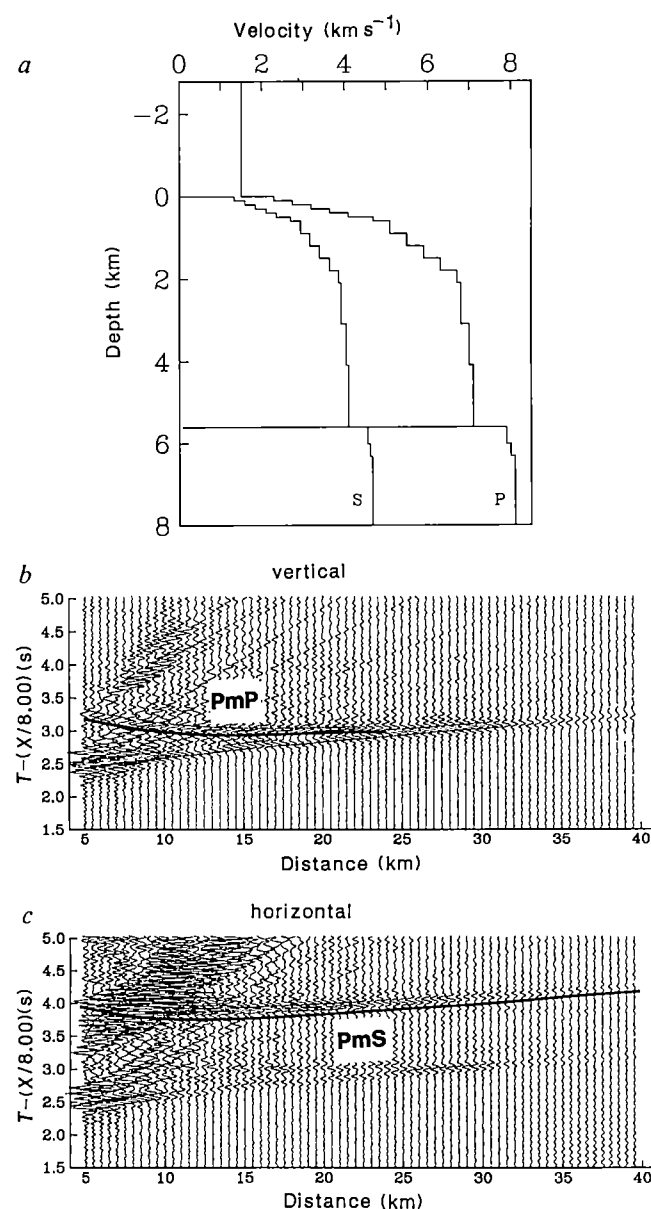 Velocity (km s⁻¹)
a
0 2 4 6 8
-2
0
2
4
6
8
Depth (km)
S P
b
vertical
5.0
4.5
4.0
3.5
3.0
2.5
2.0
1.5
T-(X/8.00) (s)
PmP
5 10 15 20 25 30 35 40
Distance (km)
c
horizontal
5.0
4.5
4.0
3.5
3.0
2.5
2.0
1.5
T-(X/8.00)(s)
PmS
5 10 15 20 25 30 35 40
Distance (km)